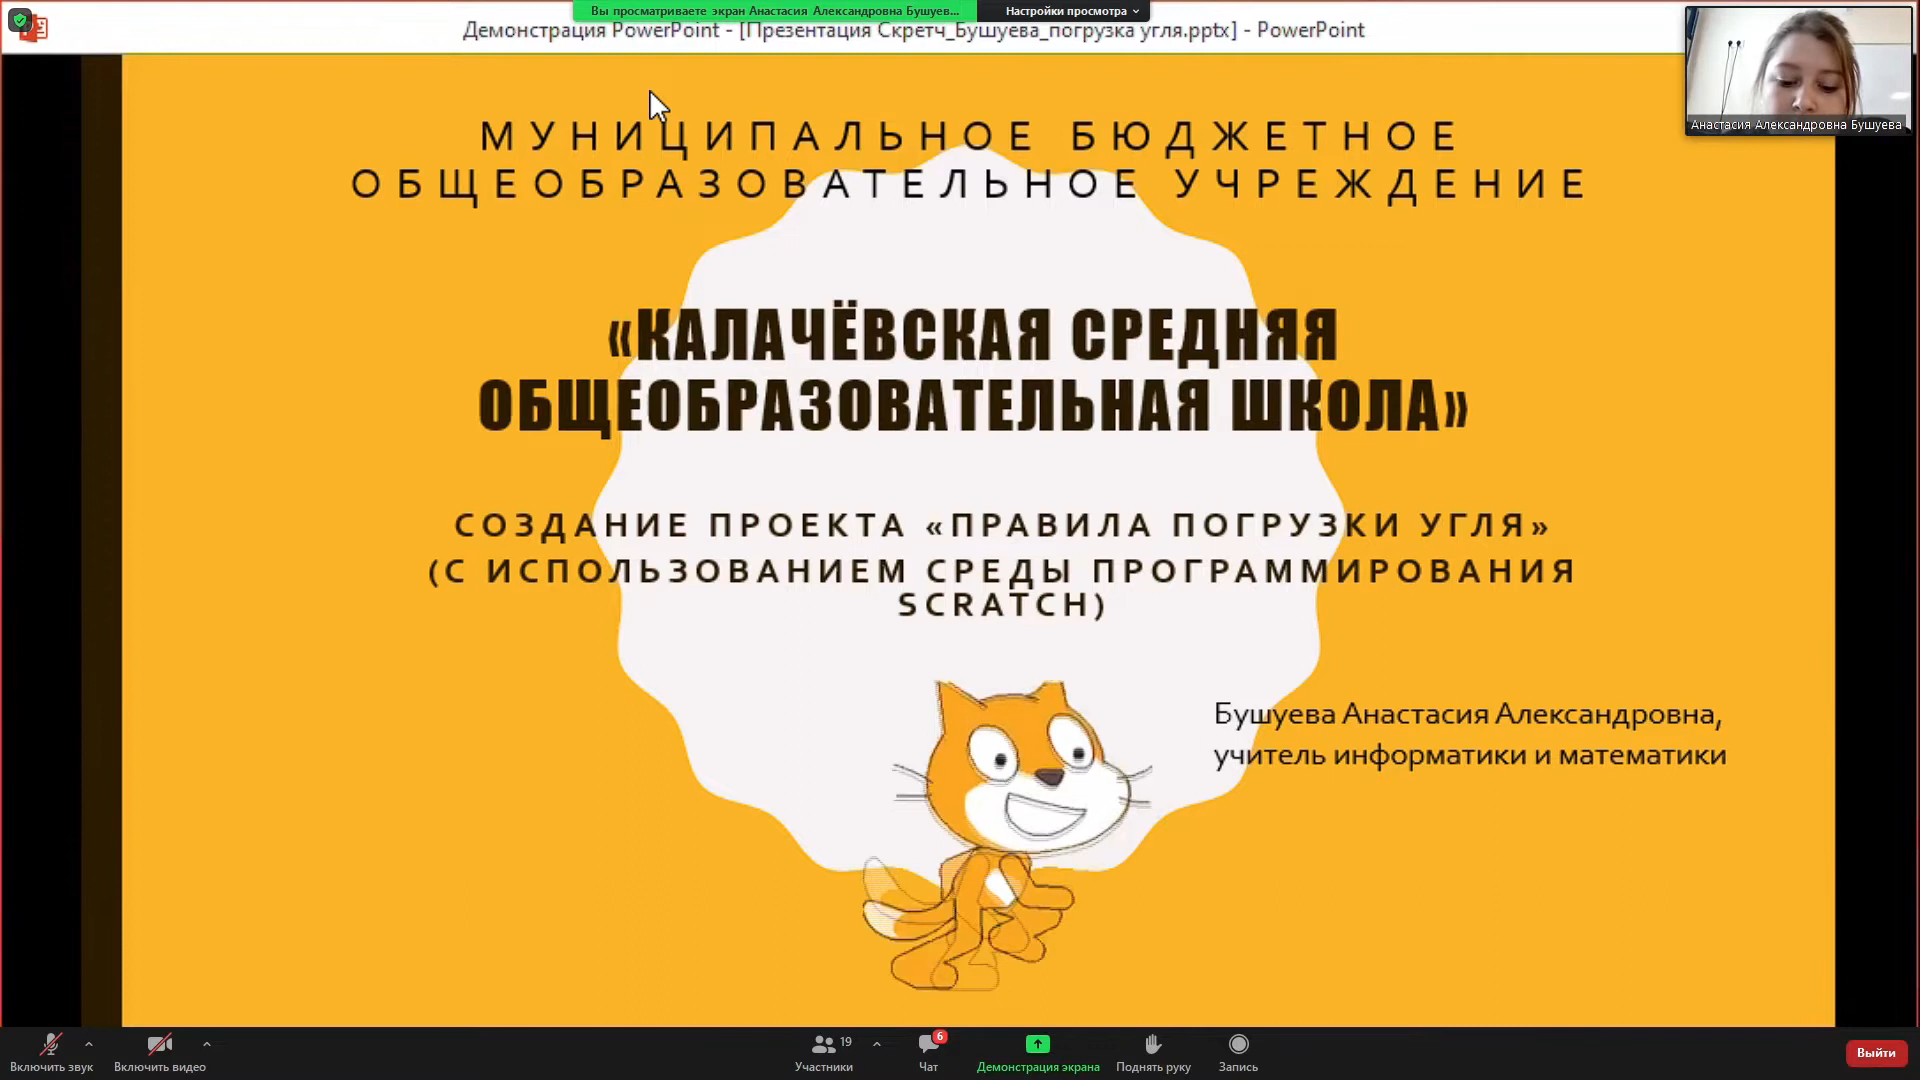 Вы просматриваете экран Анастасия Александровна Бушуев...
Настройки просмотра
Демонстрация PowerPoint - [Презентация Скретч_Бушуева_погрузка угля.pptx] - PowerPoint
Анастасия Александровна Бушуева
МУНИЦИПАЛЬНОЕ БЮДЖЕТНОЕ
ОБЩЕОБРАЗОВАТЕЛЬНОЕ УЧРЕЖДЕНИЕ
«КАЛАЧЁВСКАЯ СРЕДНЯЯ
ОБЩЕОБРАЗОВАТЕЛЬНАЯ ШКОЛА»
СОЗДАНИЕ ПРОЕКТА «ПРАВИЛА ПОГРУЗКИ УГЛЯ»
(С ИСПОЛЬЗОВАНИЕМ СРЕДЫ ПРОГРАММИРОВАНИЯ
SCRATCH)
Бушуева Анастасия Александровна,
учитель информатики и математики
Включить звук
Включить видео
19
Участники
6
Чат
Демонстрация экрана
Поднять руку
Запись
Выйти